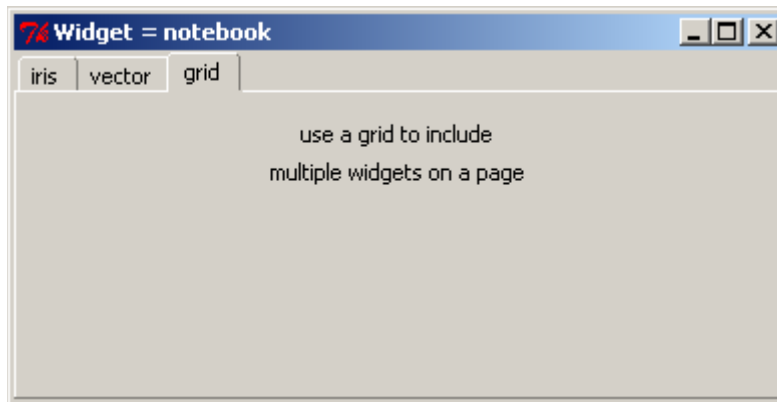 Widget = notebook
iris vector grid
use a grid to include
multiple widgets on a page